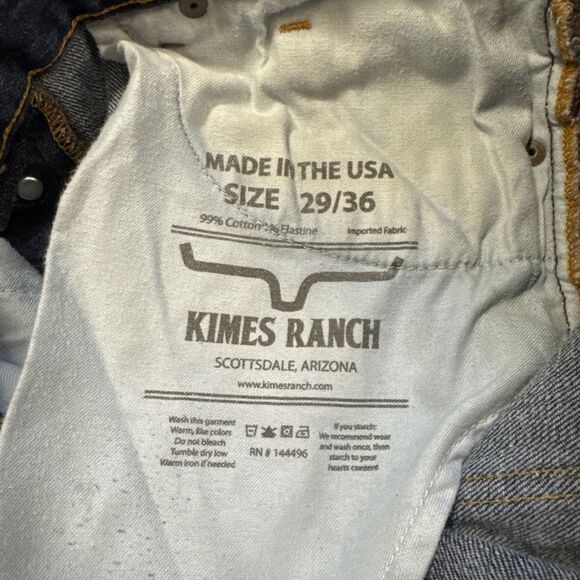 MADE IN THE USA
SIZE 29/36
99% Cotton 1% Elastine Imported Fabric
KIMES RANCH
SCOTTSDALE, ARIZONA
www.kimesranch.com
Wash this garment
Warm, like colors
Do not bleach
Tumble dry low
Warm iron if needed
RN # 144496
If you starch:
We recommend wear
and wash once, then
starch to your
hearts content